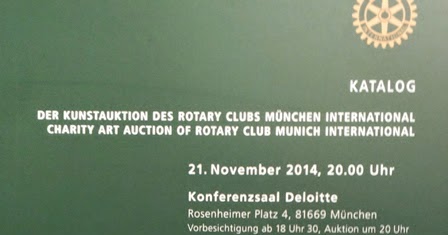 INTERNATIONAL
KATALOG
DER KUNSTAUKTION DES ROTARY CLUBS MÜNCHEN INTERNATIONAL
CHARITY ART AUCTION OF ROTARY CLUB MUNICH INTERNATIONAL
21. November 2014, 20.00 Uhr
Konferenzsaal Deloitte
Rosenheimer Platz 4, 81669 München
Vorbesichtigung ab 18 Uhr 30, Auktion um 20 Uhr